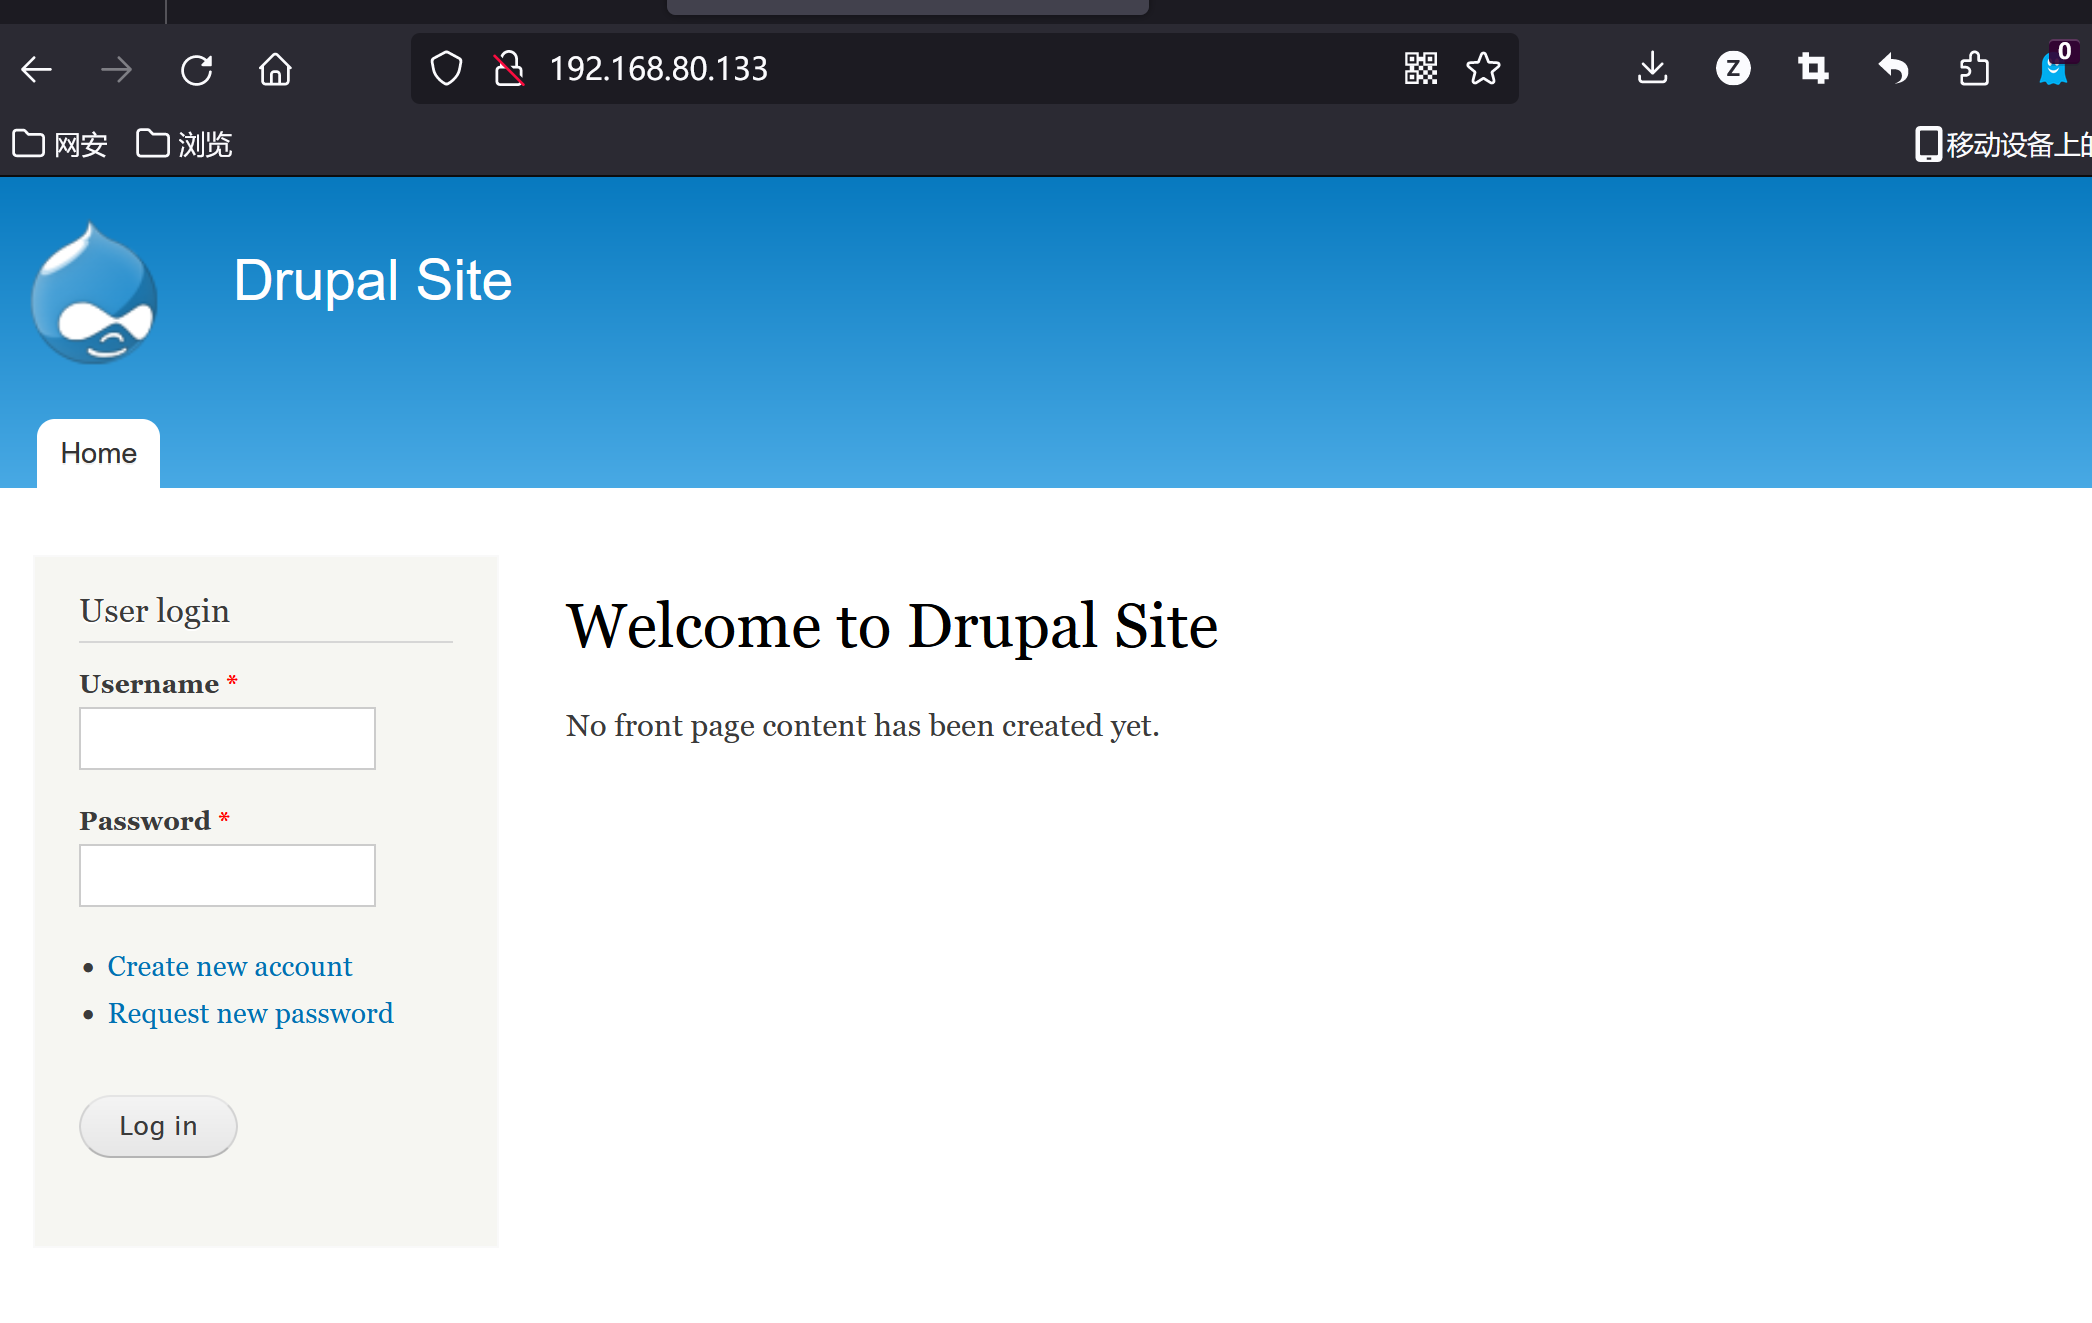 192.168.80.133
Z
0
网安 浏览
移动设备上的
Drupal Site
Home
User login
Username *
Password *
Create new account
Request new password
Log in
Welcome to Drupal Site
No front page content has been created yet.